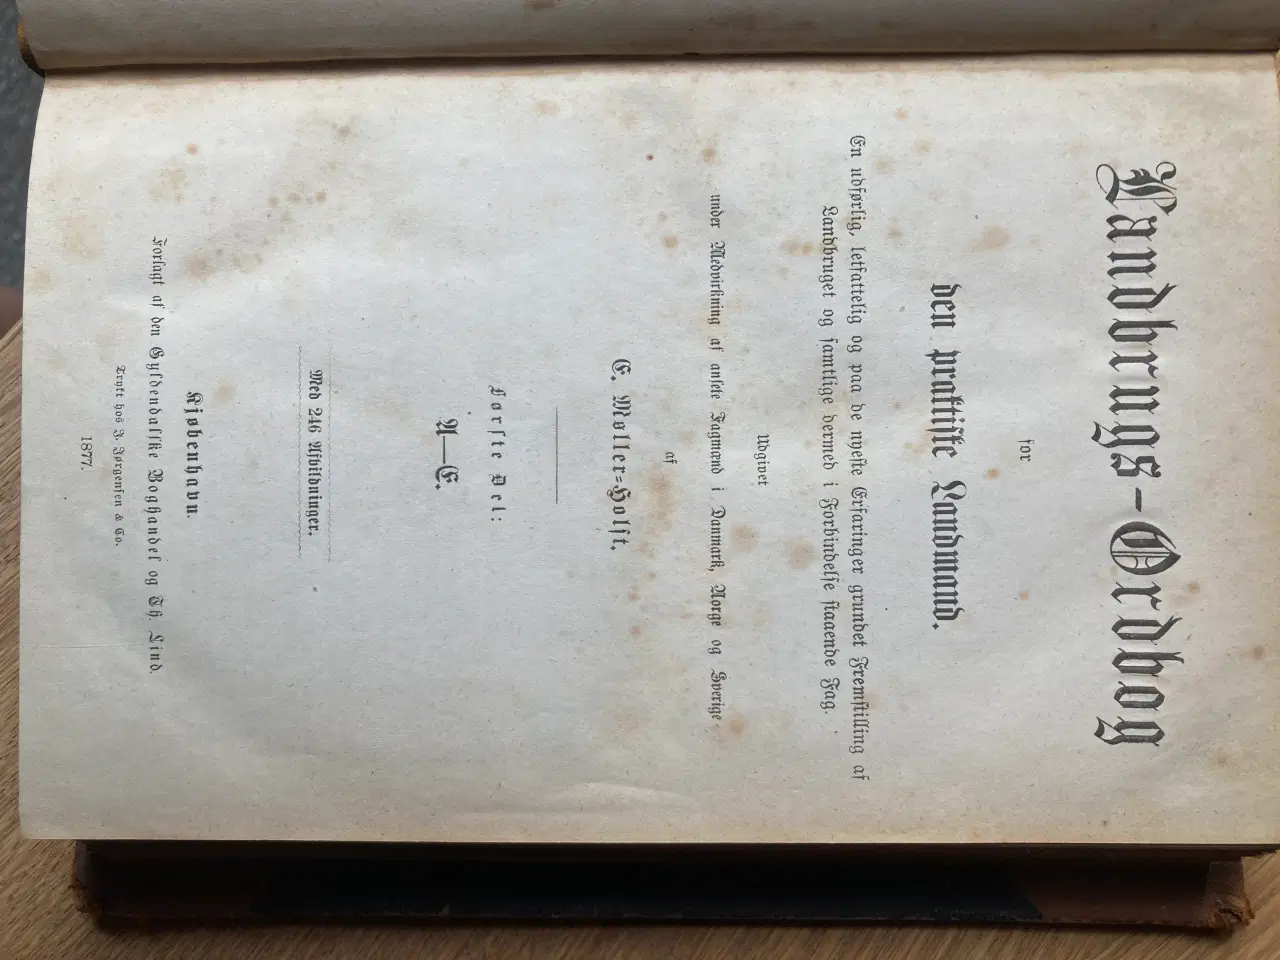 Landbrugs-Ordbog
for
den praktiske Landmand.
En udførlig, letfattelig og paa de nyeste Erfaringer grundet Fremstilling af
Landbruget og samtlige dermed i Forbindelse staaende Fag.
Udgivet
under Medvirkning af ansete Fagmænd i Danmark, Norge og Sverige
af
C. Møller-Holst.
Første Del:
A—E.
Med 246 Afbildninger.
Kjøbenhavn.
Forlagt af den Gyldendalske Boghandel og Th. Lind.
Trykt hos J. Jørgensen & Co.
1877.